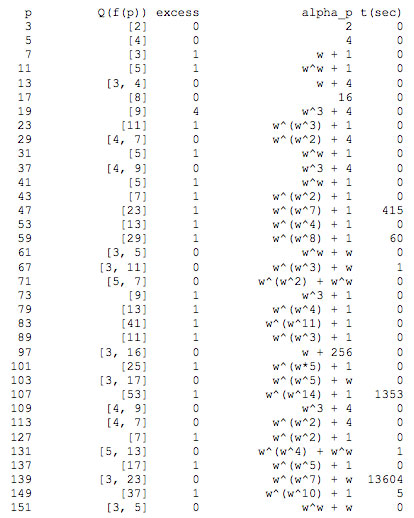 p Q(f(p)) excess alpha_p t(sec)
3 [2] 0 2 0
5 [4] 0 4 0
7 [3] 1 w + 1 0
11 [5] 1 w^w + 1 0
13 [3, 4] 0 w + 4 0
17 [8] 0 16 0
19 [9] 4 w^3 + 4 0
23 [11] 1 w^(w^3) + 1 0
29 [4, 7] 0 w^(w^2) + 4 0
31 [5] 1 w^w + 1 0
37 [4, 9] 0 w^3 + 4 0
41 [5] 1 w^w + 1 0
43 [7] 1 w^(w^2) + 1 0
47 [23] 1 w^(w^7) + 1 415
53 [13] 1 w^(w^4) + 1 0
59 [29] 1 w^(w^8) + 1 60
61 [3, 5] 0 w^w + w 0
67 [3, 11] 0 w^(w^3) + w 1
71 [5, 7] 0 w^(w^2) + w^w 0
73 [9] 1 w^3 + 1 0
79 [13] 1 w^(w^4) + 1 0
83 [41] 1 w^(w^11) + 1 0
89 [11] 1 w^(w^3) + 1 0
97 [3, 16] 0 w + 256 0
101 [25] 1 w^(w*5) + 1 0
103 [3, 17] 0 w^(w^5) + w 0
107 [53] 1 w^(w^14) + 1 1353
109 [4, 9] 0 w^3 + 4 0
113 [4, 7] 0 w^(w^2) + 4 0
127 [7] 1 w^(w^2) + 1 0
131 [5, 13] 0 w^(w^4) + w^w 1
137 [17] 1 w^(w^5) + 1 0
139 [3, 23] 0 w^(w^7) + w 13604
149 [37] 1 w^(w^10) + 1 5
151 [3, 5] 0 w^w + w 0